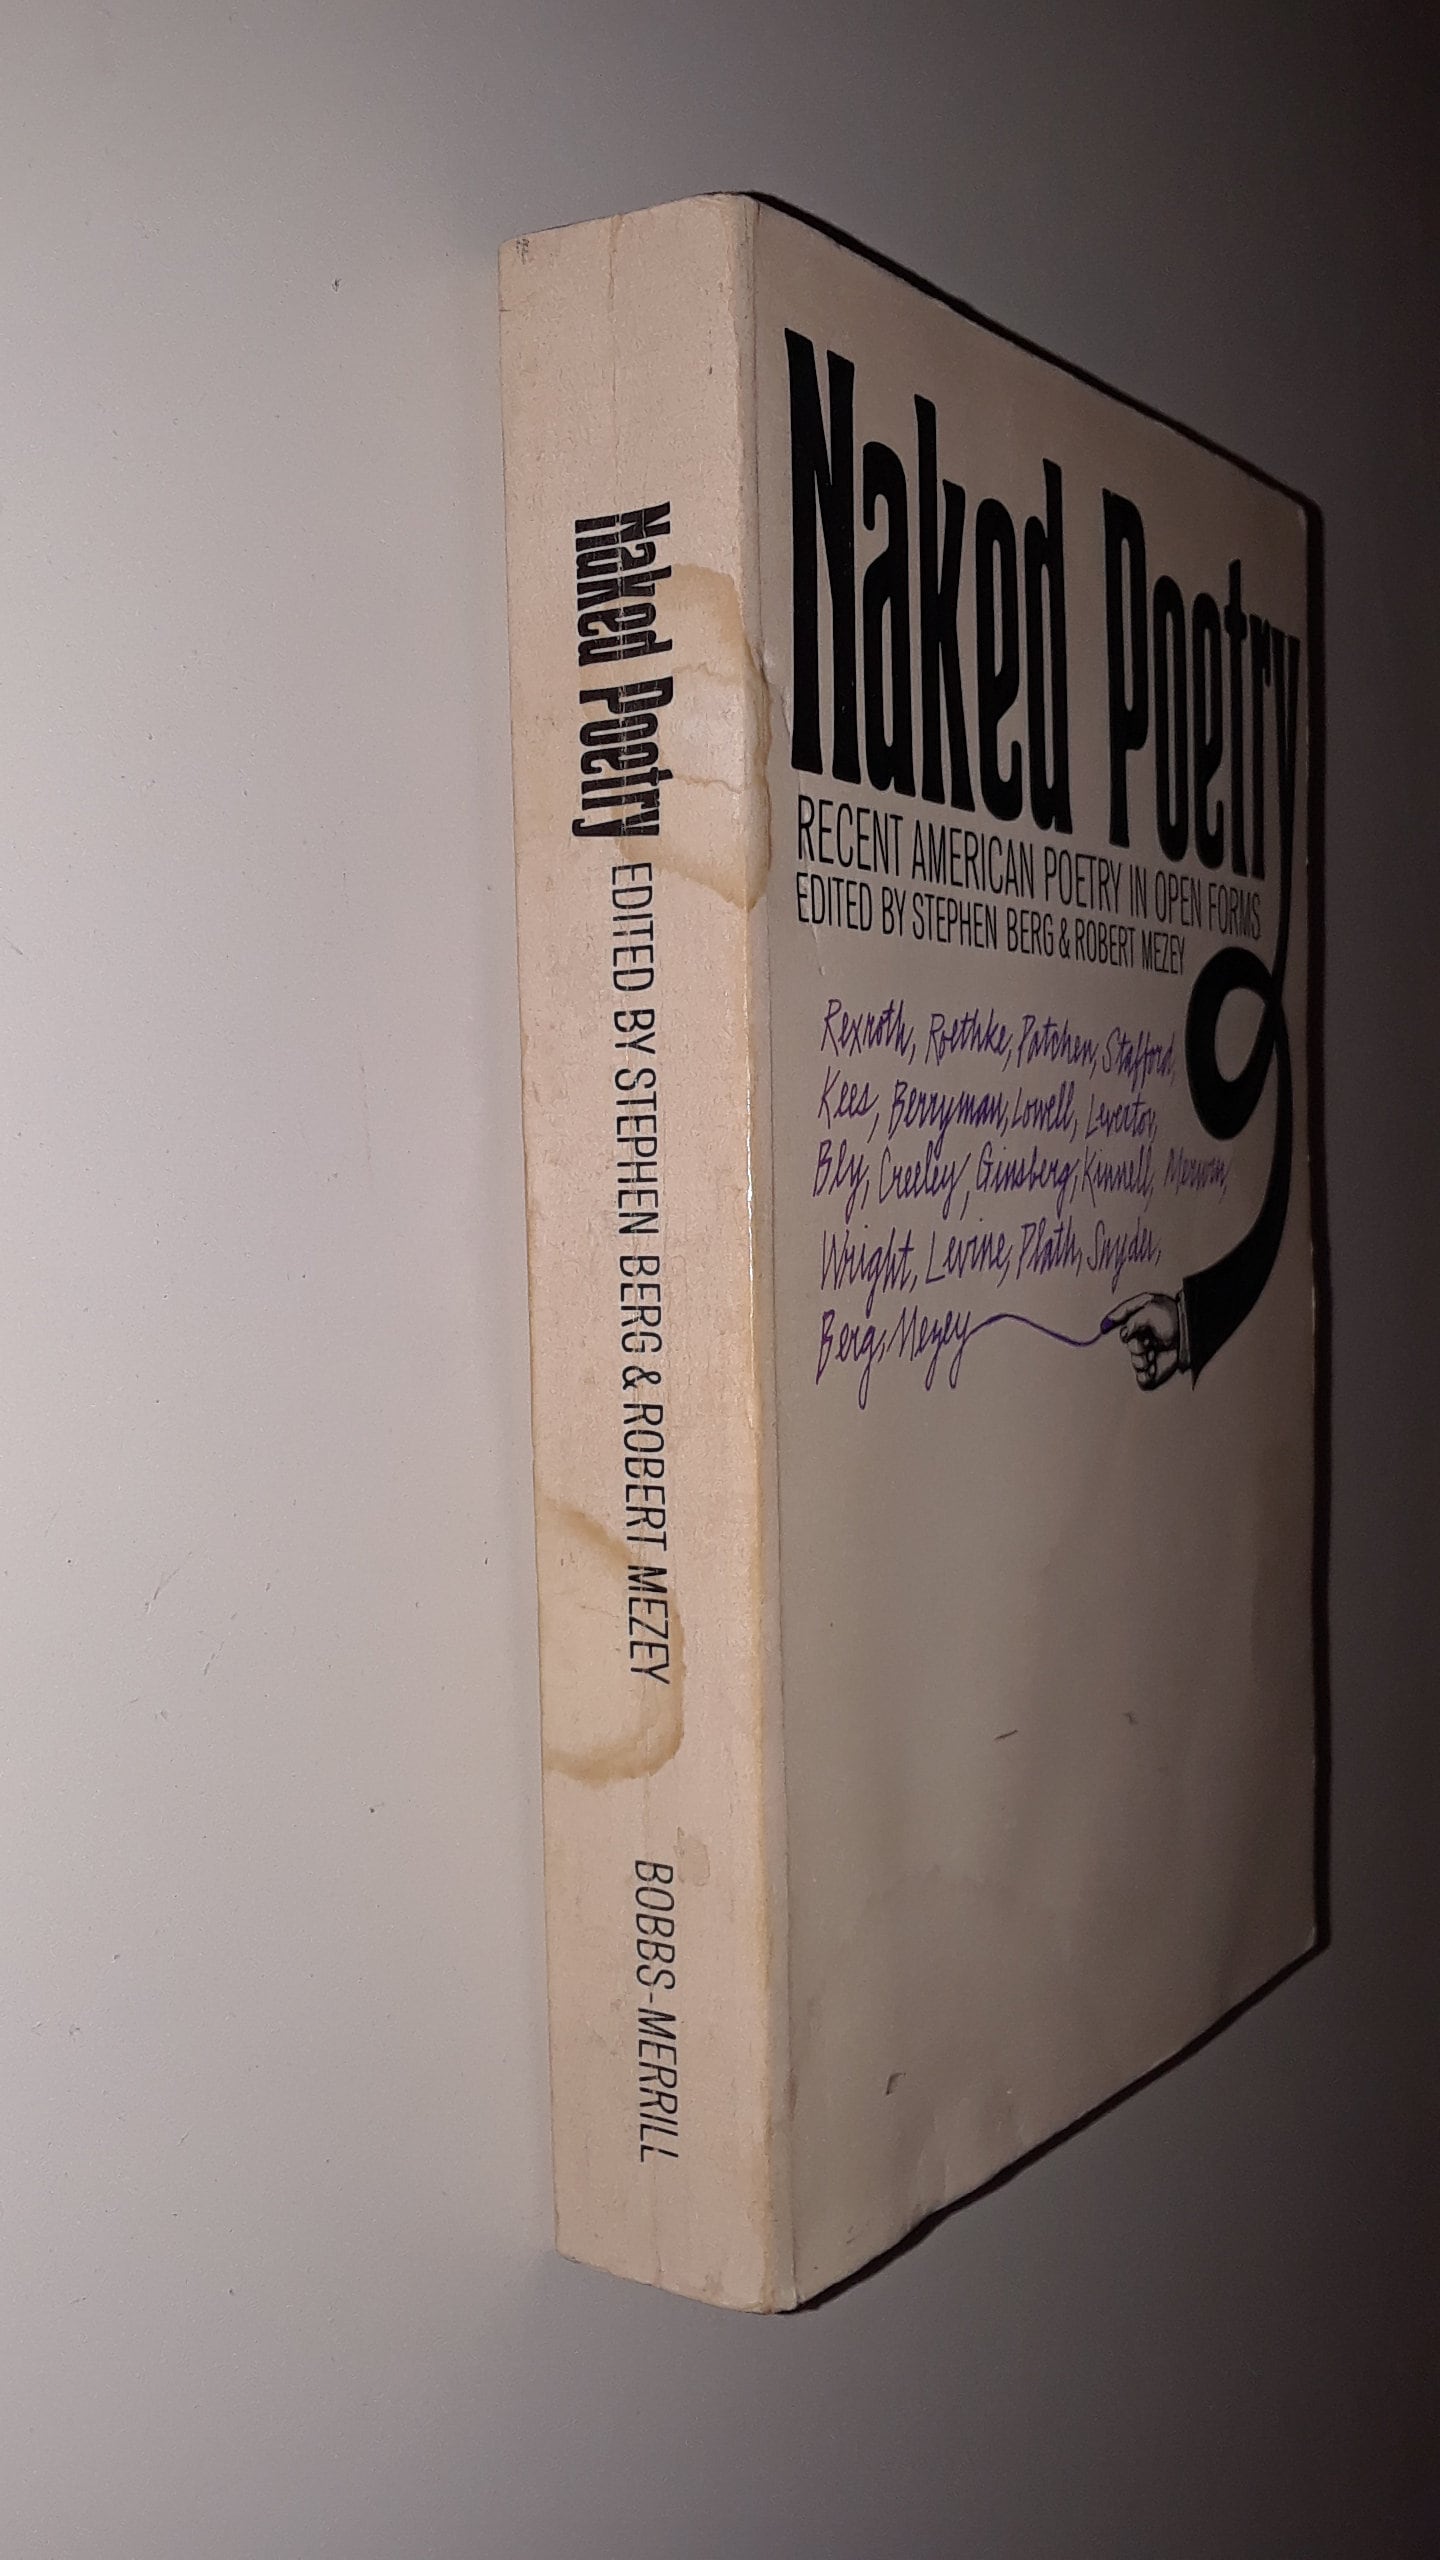 Naked Poetry EDITED BY STEPHEN BERG & ROBERT MEZEY BOBBS-MERRILL
Naked Poetry
RECENT AMERICAN POETRY IN OPEN FORMS
EDITED BY STEPHEN BERG & ROBERT MEZEY
Rexroth, Roethke, Patchen, Stafford,
Kees, Berryman, Lowell, Levertov,
Bly, Creeley, Ginsberg, Kinnell, Merwin,
Wright, Levine, Plath, Snyder,
Berg, Mezey